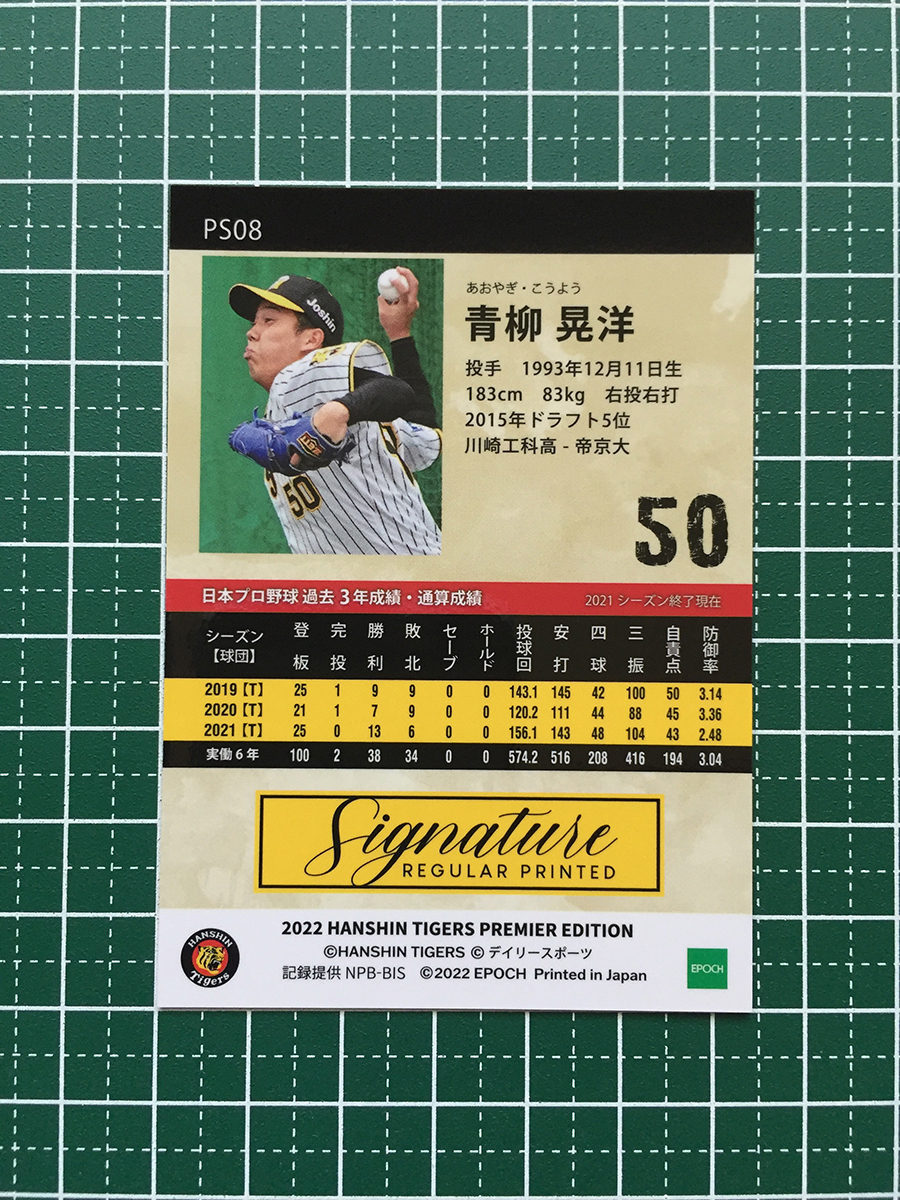 PS08
Joshin
50
あおやぎ・こうよう
青柳 晃洋
投手 1993年12月11日生
183cm 83kg 右投右打
2015年ドラフト5位
川崎工科高 - 帝京大
50
日本プロ野球 過去 3 年成績・通算成績 2021 シーズン終了現在
シーズン【球団】 登板 完投 勝利 敗北 セーブ ホールド 投球回 安打 四球 三振 自責点 防御率
2019【T】 25 1 9 9 0 0 143.1 145 42 100 50 3.14
2020【T】 21 1 7 9 0 0 120.2 111 44 88 45 3.36
2021【T】 25 0 13 6 0 0 156.1 143 48 104 43 2.48
実働 6 年 100 2 38 34 0 0 574.2 516 208 416 194 3.04
Signature
REGULAR PRINTED
2022 HANSHIN TIGERS PREMIER EDITION
©HANSHIN TIGERS © デイリースポーツ
記録提供 NPB-BIS ©2022 EPOCH Printed in Japan
HANSHIN
Tigers
EPOCH